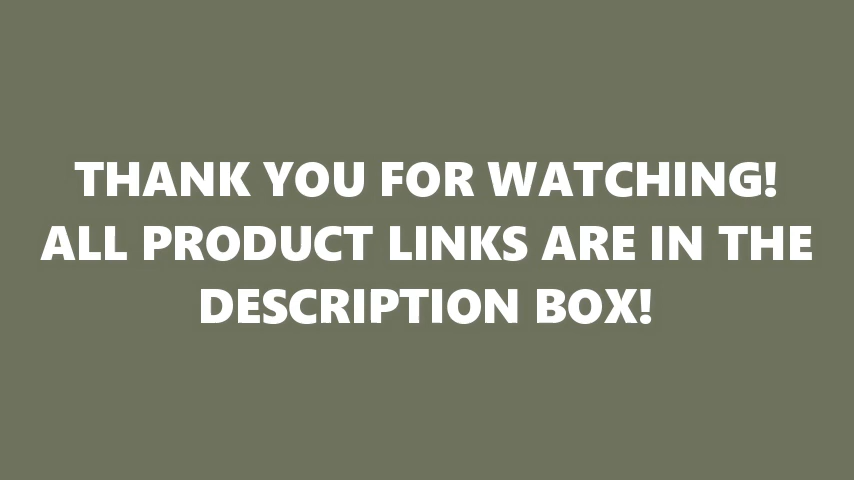 THANK YOU FOR WATCHING!
ALL PRODUCT LINKS ARE IN THE
DESCRIPTION BOX!